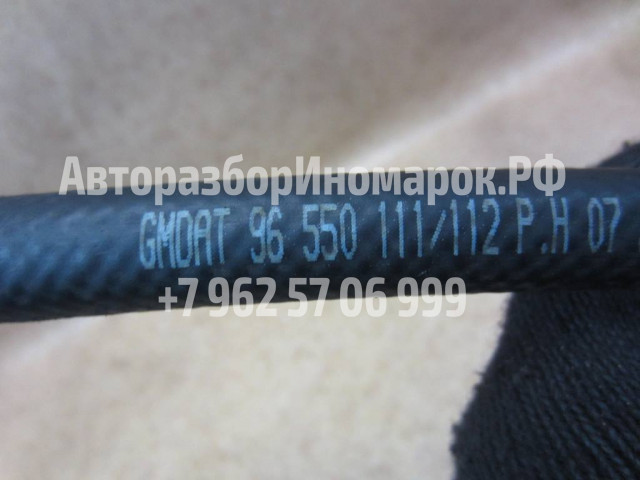 АвторазборИномарок.РФ
GMDAT 96 550 111/112 P.H 07
+7 962 57 06 999